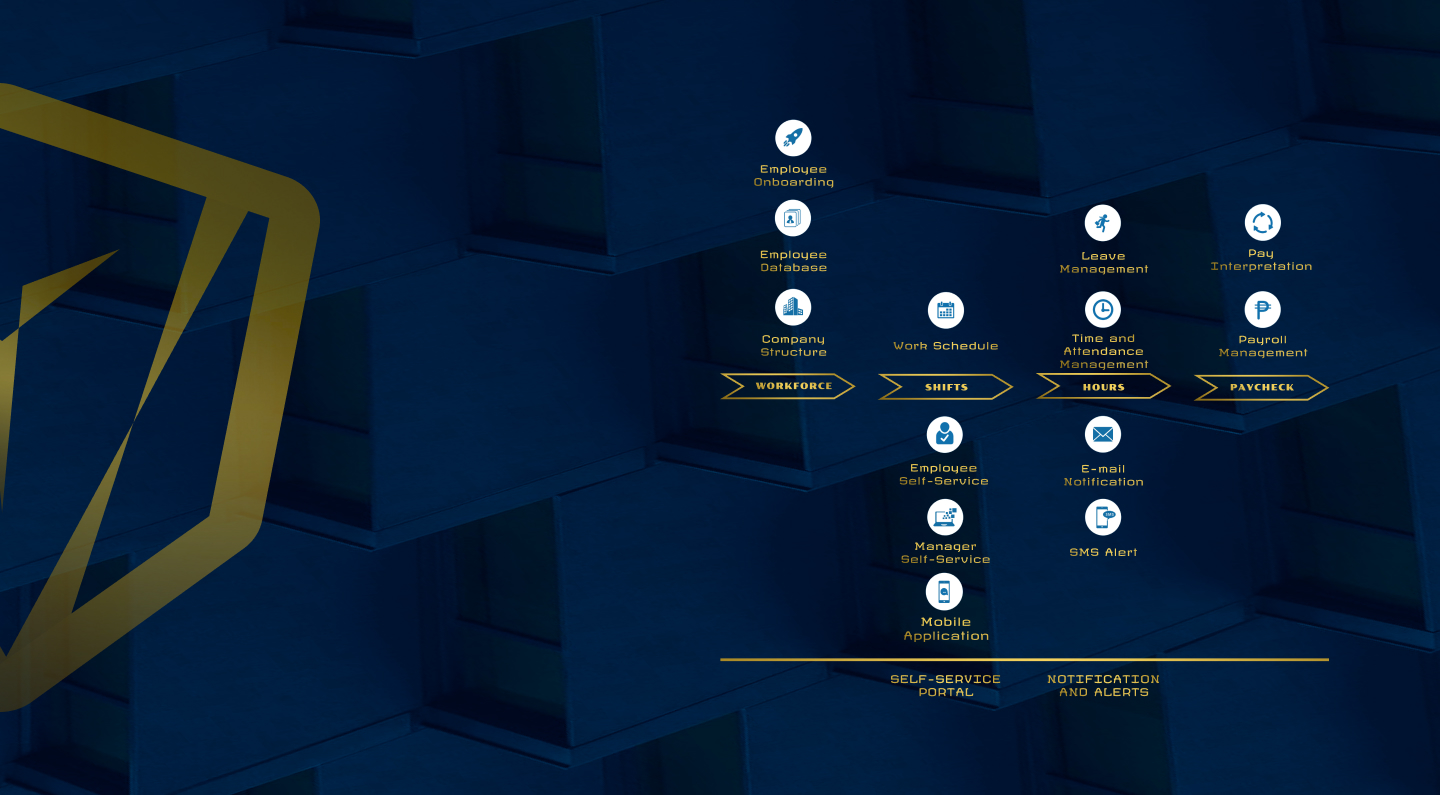 Employee
Onboarding
Employee
Database
Company
Structure
WORKFORCE
Work Schedule
SHIFTS
Employee
Self-Service
Manager
Self-Service
Mobile
Application
SELF-SERVICE
PORTAL
Leave
Management
Time and
Attendance
Management
HOURS
E-mail
Notification
SMS
SMS Alert
NOTIFICATION
AND ALERTS
Pay
Interpretation
Payroll
Management
PAYCHECK